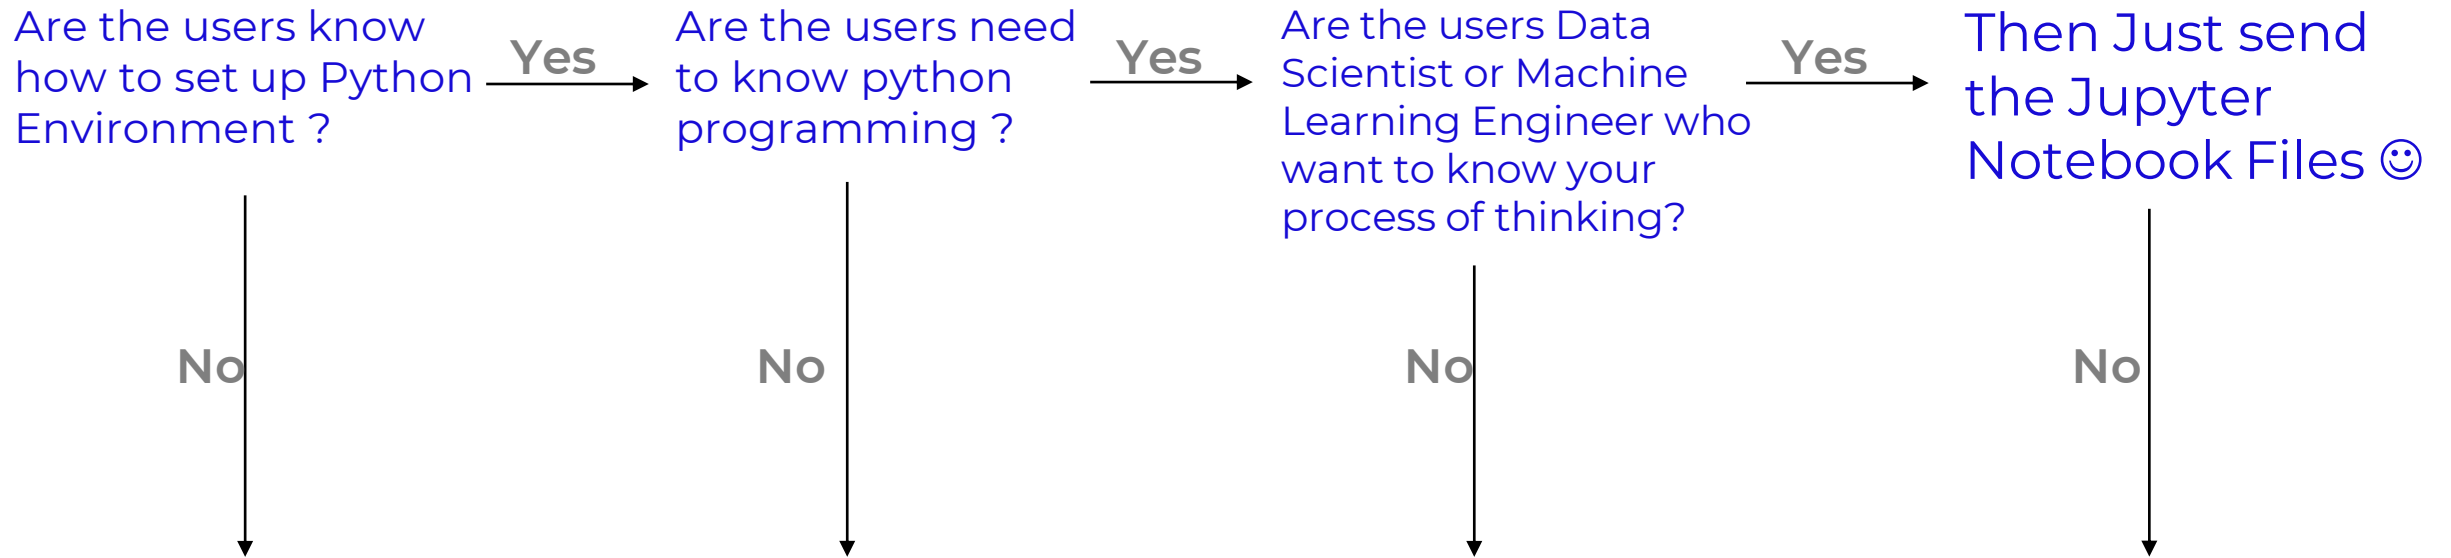 Are the users know
how to set up Python
Environment ?
Yes
Are the users need
to know python
programming ?
Yes
Are the users Data
Scientist or Machine
Learning Engineer who
want to know your
process of thinking?
Yes
Then Just send
the Jupyter
Notebook Files ☺
No
No
No
No